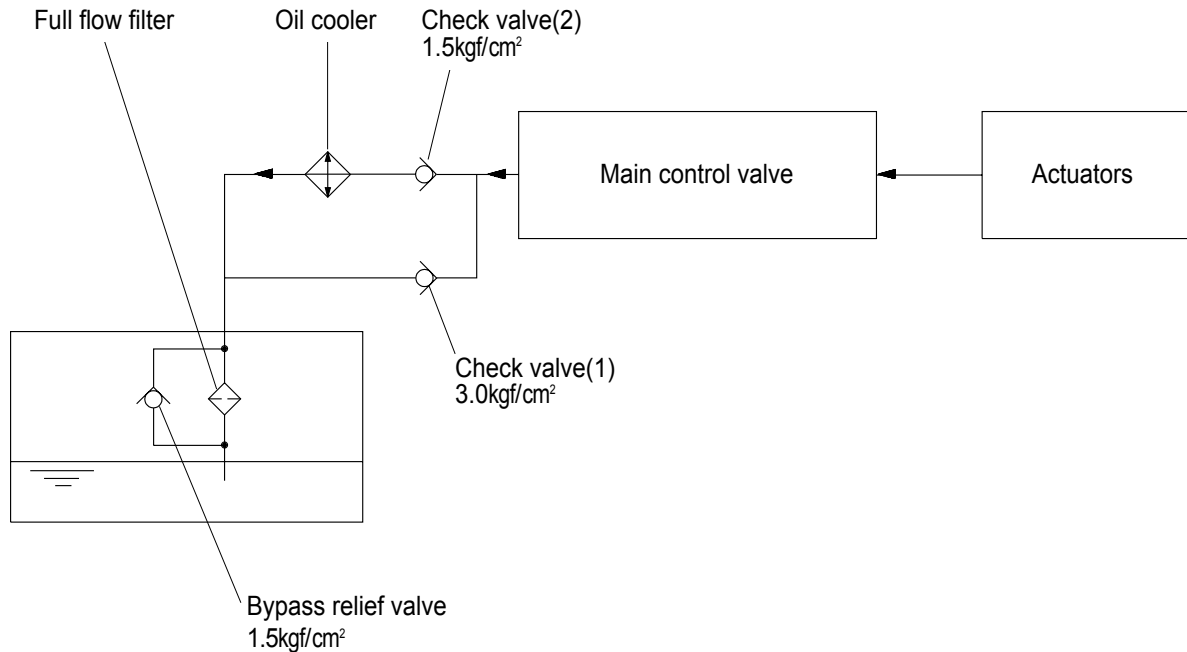 Full flow filter
Oil cooler
Check valve(2)
1.5kgf/cm²
Main control valve
Actuators
Check valve(1)
3.0kgf/cm²
Bypass relief valve
1.5kgf/cm²